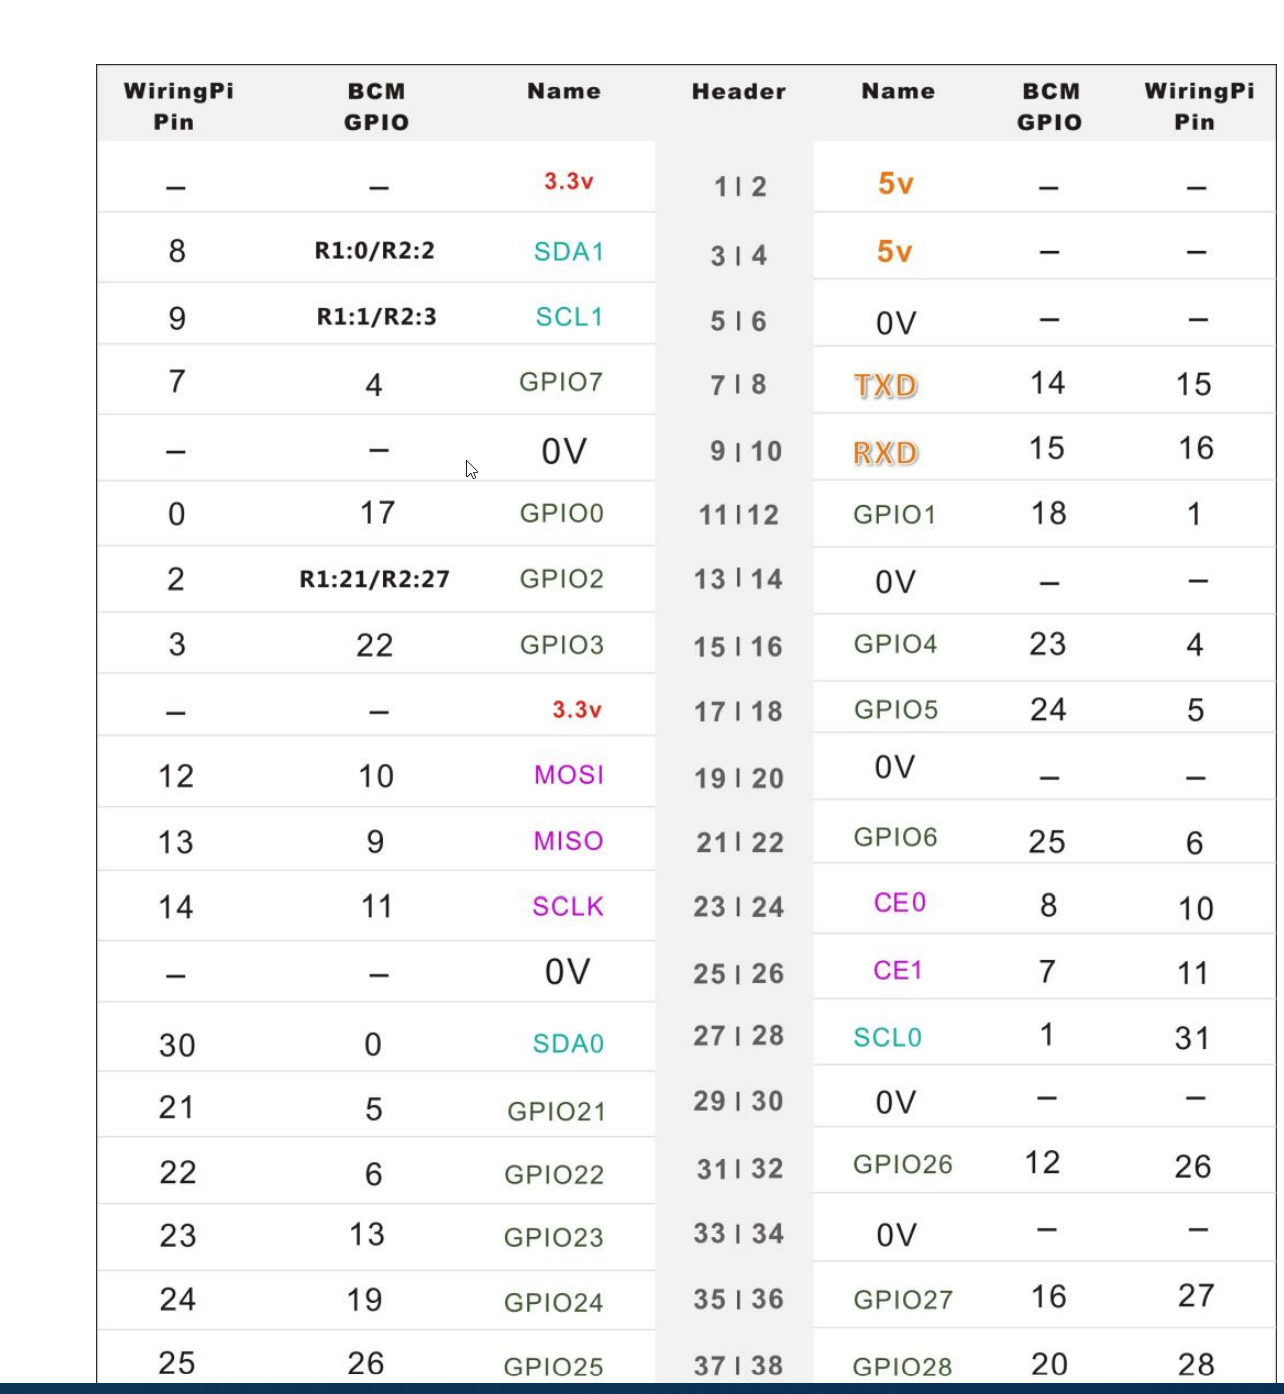 WiringPi Pin BCM GPIO Name Header Name BCM GPIO WiringPi Pin
– – 3.3v 1 | 2 5v – –
8 R1:0/R2:2 SDA1 3 | 4 5v – –
9 R1:1/R2:3 SCL1 5 | 6 0V – –
7 4 GPIO7 7 | 8 TXD 14 15
– – 0V 9 | 10 RXD 15 16
0 17 GPIO0 11 | 12 GPIO1 18 1
2 R1:21/R2:27 GPIO2 13 | 14 0V – –
3 22 GPIO3 15 | 16 GPIO4 23 4
– – 3.3v 17 | 18 GPIO5 24 5
12 10 MOSI 19 | 20 0V – –
13 9 MISO 21 | 22 GPIO6 25 6
14 11 SCLK 23 | 24 CE0 8 10
– – 0V 25 | 26 CE1 7 11
30 0 SDA0 27 | 28 SCL0 1 31
21 5 GPIO21 29 | 30 0V – –
22 6 GPIO22 31 | 32 GPIO26 12 26
23 13 GPIO23 33 | 34 0V – –
24 19 GPIO24 35 | 36 GPIO27 16 27
25 26 GPIO25 37 | 38 GPIO28 20 28